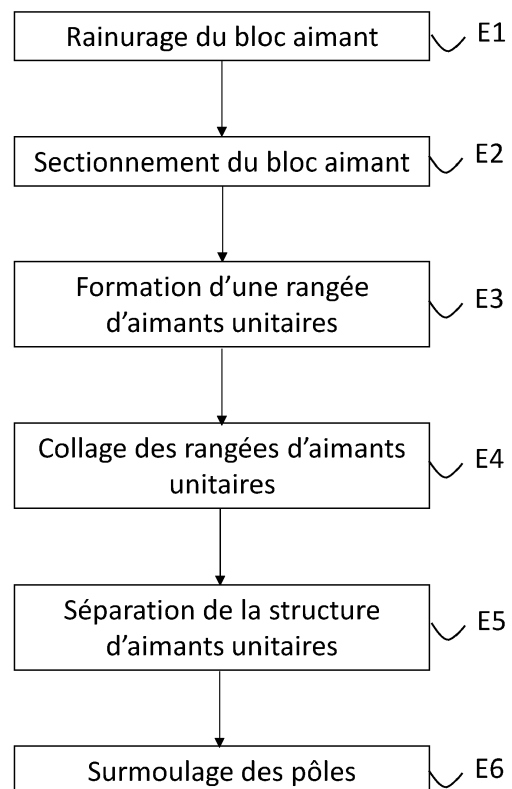 Rainurage du bloc aimant
E1
Sectionnement du bloc aimant
E2
Formation d'une rangée
d'aimants unitaires
E3
Collage des rangées d'aimants
unitaires
E4
Séparation de la structure
d'aimants unitaires
E5
Surmoulage des pôles
E6